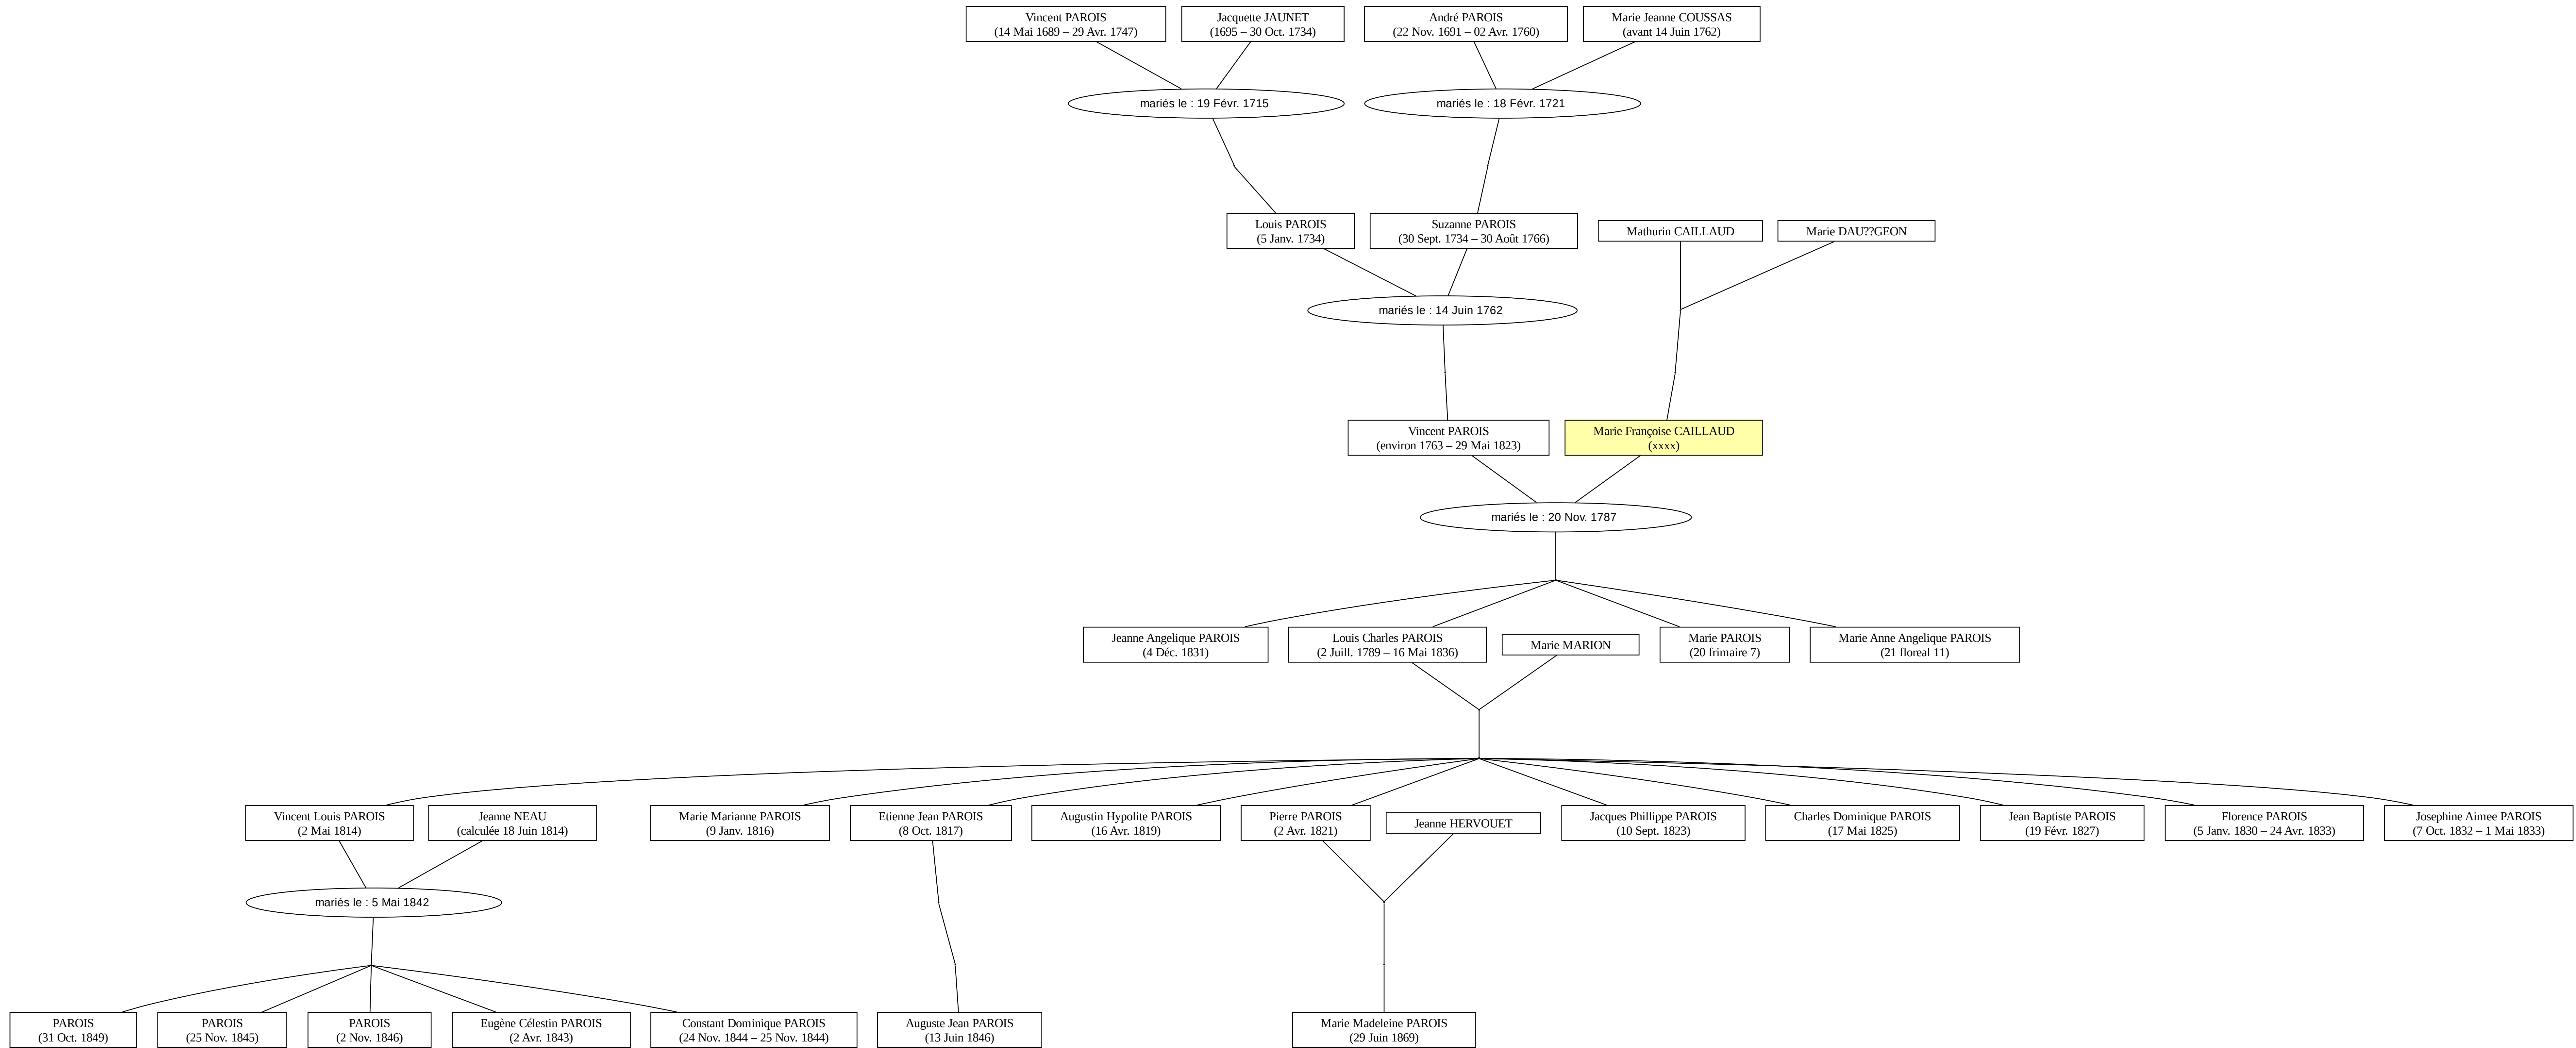 Vincent PAROIS
(14 Mai 1689 – 29 Avr. 1747)
Jacquette JAUNET
(1695 – 30 Oct. 1734)
André PAROIS
(22 Nov. 1691 – 02 Avr. 1760)
Marie Jeanne COUSSAS
(avant 14 Juin 1762)
mariés le : 19 Févr. 1715
mariés le : 18 Févr. 1721
Louis PAROIS
(5 Janv. 1734)
Suzanne PAROIS
(30 Sept. 1734 – 30 Août 1766)
Mathurin CAILLAUD
Marie DAU??GEON
mariés le : 14 Juin 1762
Vincent PAROIS
(environ 1763 – 29 Mai 1823)
Marie Françoise CAILLAUD
(xxxx)
mariés le : 20 Nov. 1787
Jeanne Angelique PAROIS
(4 Déc. 1831)
Louis Charles PAROIS
(2 Juill. 1789 – 16 Mai 1836)
Marie MARION
Marie PAROIS
(20 frimaire 7)
Marie Anne Angelique PAROIS
(21 floreal 11)
Vincent Louis PAROIS
(2 Mai 1814)
Jeanne NEAU
(calculée 18 Juin 1814)
Marie Marianne PAROIS
(9 Janv. 1816)
Etienne Jean PAROIS
(8 Oct. 1817)
Augustin Hypolite PAROIS
(16 Avr. 1819)
Pierre PAROIS
(2 Avr. 1821)
Jeanne HERVOUET
Jacques Phillippe PAROIS
(10 Sept. 1823)
Charles Dominique PAROIS
(17 Mai 1825)
Jean Baptiste PAROIS
(19 Févr. 1827)
Florence PAROIS
(5 Janv. 1830 – 24 Avr. 1833)
Josephine Aimee PAROIS
(7 Oct. 1832 – 1 Mai 1833)
mariés le : 5 Mai 1842
PAROIS
(31 Oct. 1849)
PAROIS
(25 Nov. 1845)
PAROIS
(2 Nov. 1846)
Eugène Célestin PAROIS
(2 Avr. 1843)
Constant Dominique PAROIS
(24 Nov. 1844 – 25 Nov. 1844)
Auguste Jean PAROIS
(13 Juin 1846)
Marie Madeleine PAROIS
(29 Juin 1869)